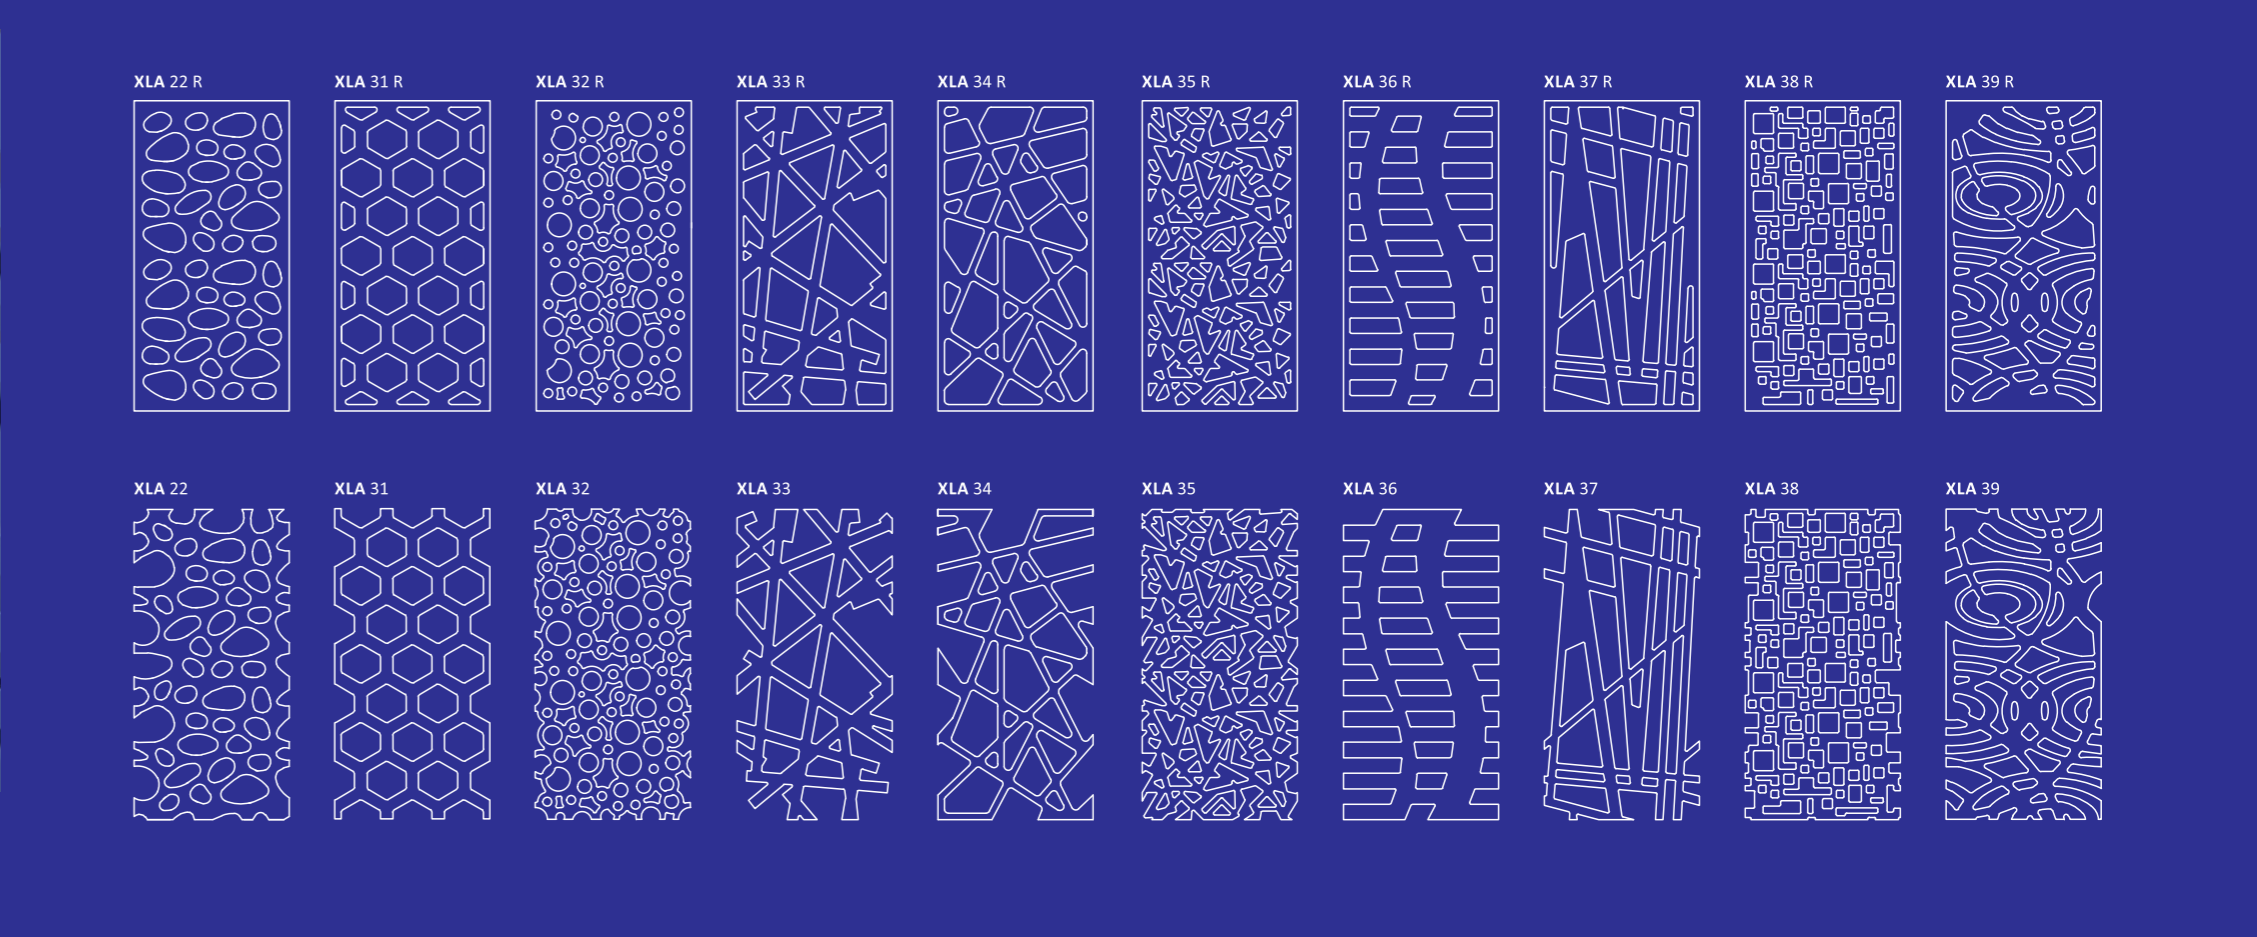 XLA 22 R
XLA 31 R
XLA 32 R
XLA 33 R
XLA 34 R
XLA 35 R
XLA 36 R
XLA 37 R
XLA 38 R
XLA 39 R
XLA 22
XLA 31
XLA 32
XLA 33
XLA 34
XLA 35
XLA 36
XLA 37
XLA 38
XLA 39